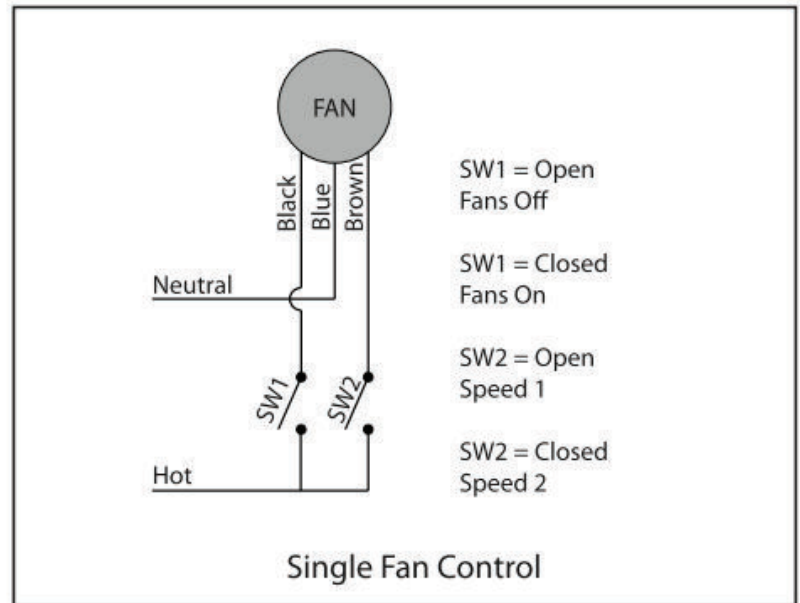 FAN
Black
Blue
Brown
Neutral
SW1
SW2
Hot
SW1 = Open
Fans Off
SW1 = Closed
Fans On
SW2 = Open
Speed 1
SW2 = Closed
Speed 2
Single Fan Control